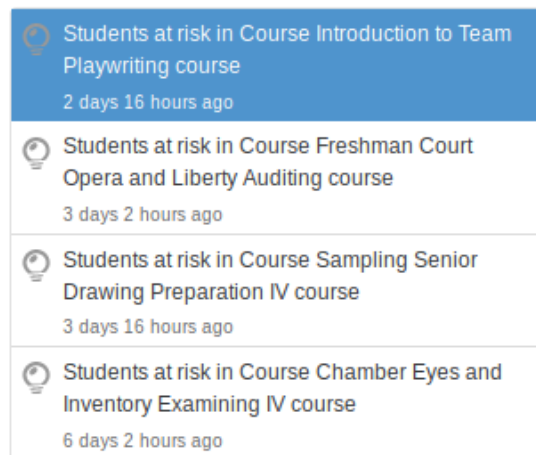 Students at risk in Course Introduction to Team
Playwriting course
2 days 16 hours ago
Students at risk in Course Freshman Court
Opera and Liberty Auditing course
3 days 2 hours ago
Students at risk in Course Sampling Senior
Drawing Preparation IV course
3 days 16 hours ago
Students at risk in Course Chamber Eyes and
Inventory Examining IV course
6 days 2 hours ago